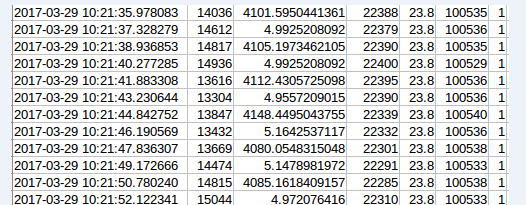 2017-03-29 10:21:35.978083 14036 4101.5950441361 22388 23.8 100535 1
2017-03-29 10:21:37.328279 14612 4.9925208092 22379 23.8 100536 1
2017-03-29 10:21:38.936853 14817 4105.1973462105 22390 23.8 100535 1
2017-03-29 10:21:40.277285 14936 4.9925208092 22400 23.8 100529 1
2017-03-29 10:21:41.883308 13616 4112.4305725098 22395 23.8 100536 1
2017-03-29 10:21:43.230644 13304 4.9557209015 22390 23.8 100536 1
2017-03-29 10:21:44.842752 13847 4148.4495043755 22339 23.8 100540 1
2017-03-29 10:21:46.190569 13432 5.1642537117 22332 23.8 100536 1
2017-03-29 10:21:47.836307 13669 4080.0548315048 22301 23.8 100538 1
2017-03-29 10:21:49.172666 14474 5.1478981972 22291 23.8 100533 1
2017-03-29 10:21:50.780240 14815 4085.1618409157 22285 23.8 100538 1
2017-03-29 10:21:52.122341 15044 4.972076416 22310 23.8 100533 1